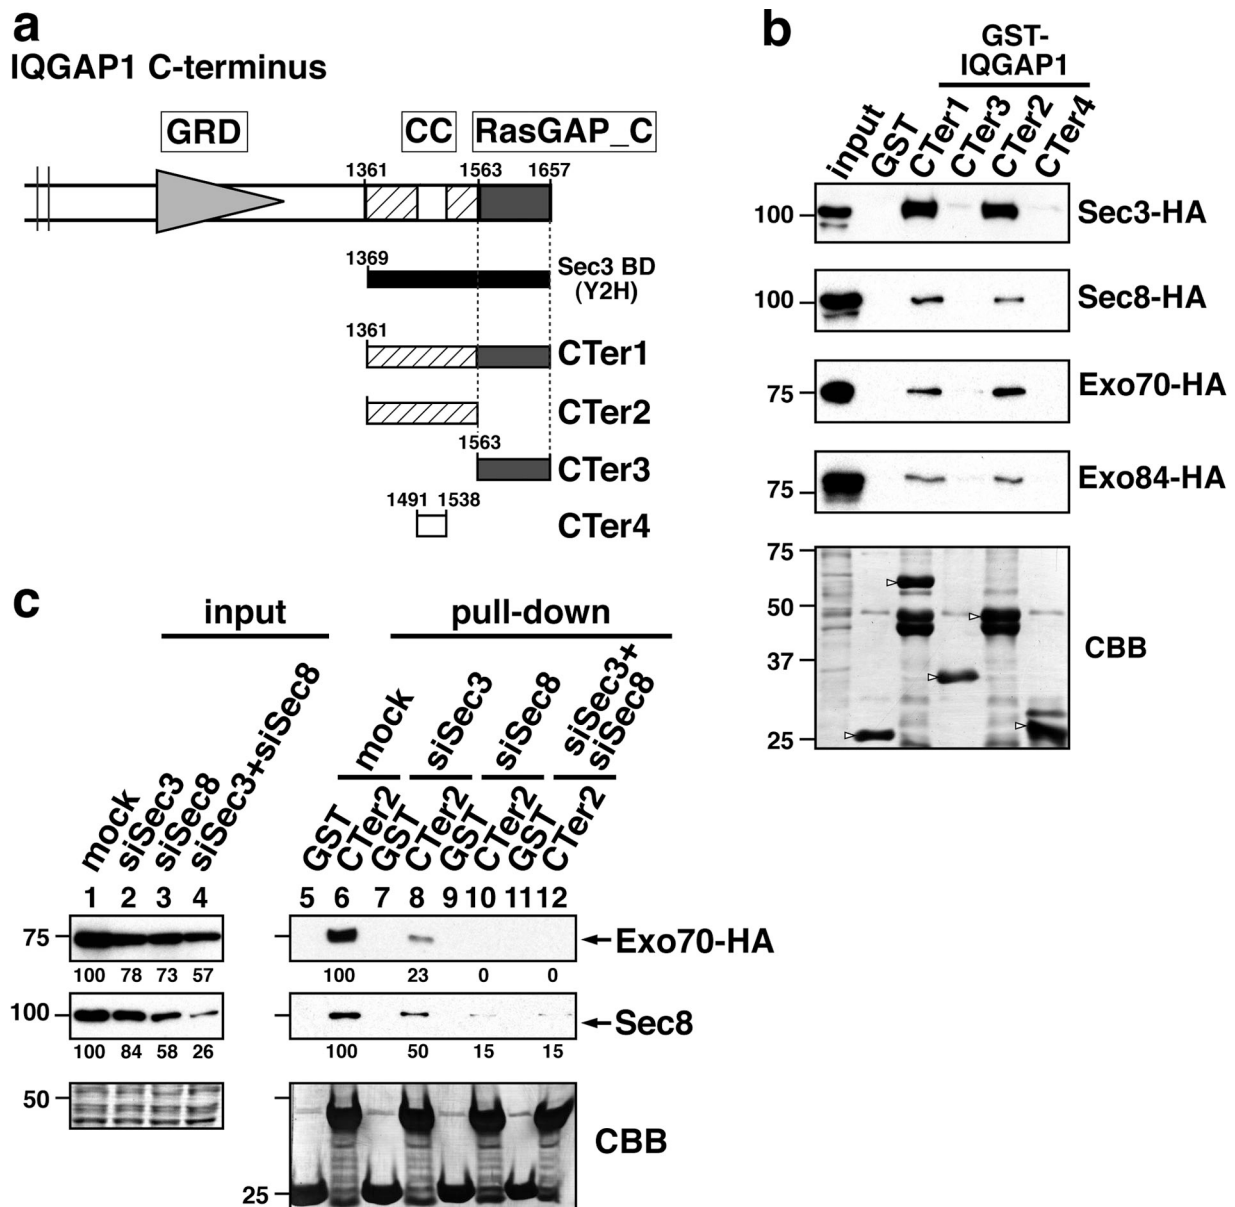 a
IQGAP1 C-terminus
GRD CC RasGAP_C
1361 1563 1657
1369 Sec3 BD
(Y2H)
1361
CTer1
CTer2
1563
CTer3
1491 1538
CTer4
b
GST-
IQGAP1
input GST CTer1 CTer3 CTer2 CTer4
100 Sec3-HA
100 Sec8-HA
75 Exo70-HA
75 Exo84-HA
75
50
37
25
CBB
c
input pull-down
mock siSec3 siSec8 siSec3+
siSec8
mock siSec3 siSec8 siSec3+siSec8 GST CTer2 GST CTer2 GST CTer2 GST CTer2
1 2 3 4 5 6 7 8 9 10 11 12
75 Exo70-HA
100 78 73 57 100 23 0 0
100 Sec8
100 84 58 26 100 50 15 15
50
CBB
25